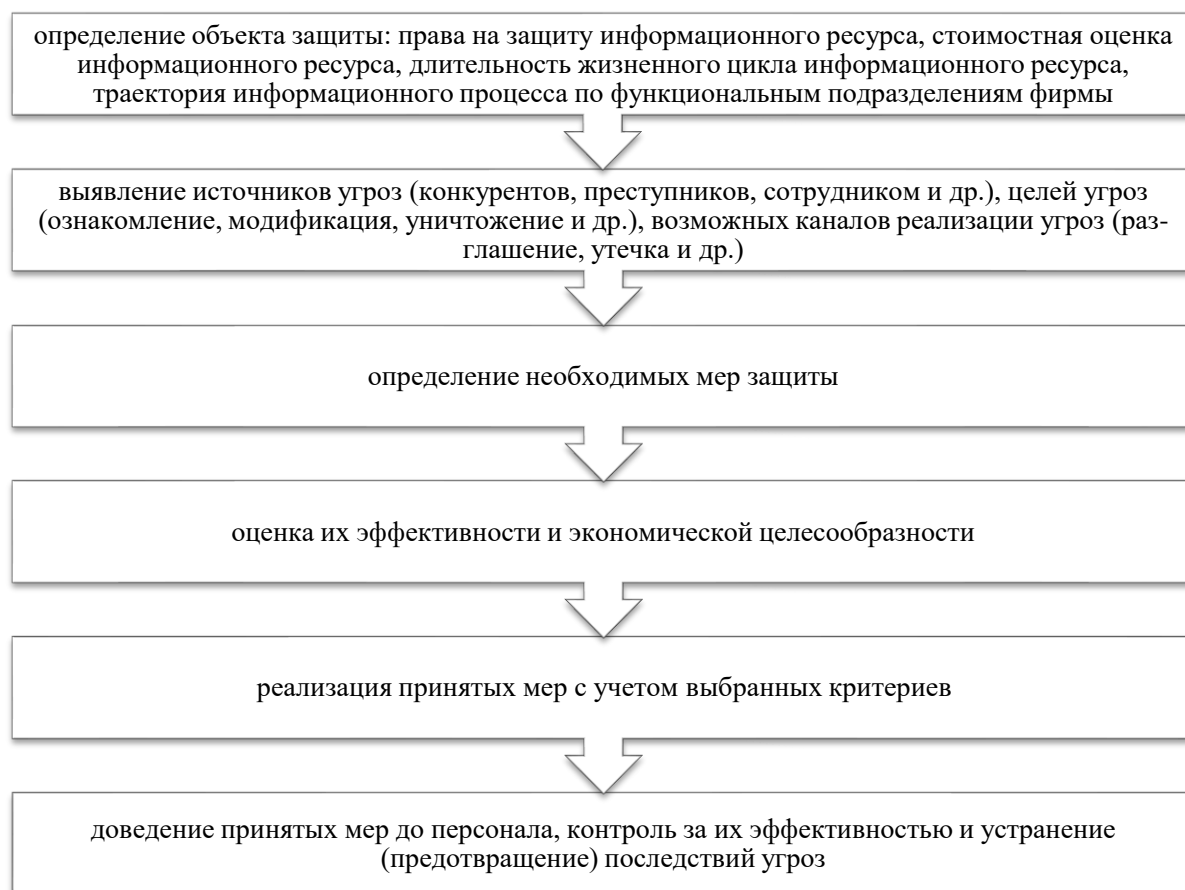 определение объекта защиты: права на защиту информационного ресурса, стоимостная оценка
информационного ресурса, длительность жизненного цикла информационного ресурса,
траектория информационного процесса по функциональным подразделениям фирмы
выявление источников угроз (конкурентов, преступников, сотрудником и др.), целей угроз
(ознакомление, модификация, уничтожение и др.), возможных каналов реализации угроз (раз-
глашение, утечка и др.)
определение необходимых мер защиты
оценка их эффективности и экономической целесообразности
реализация принятых мер с учетом выбранных критериев
доведение принятых мер до персонала, контроль за их эффективностью и устранение
(предотвращение) последствий угроз